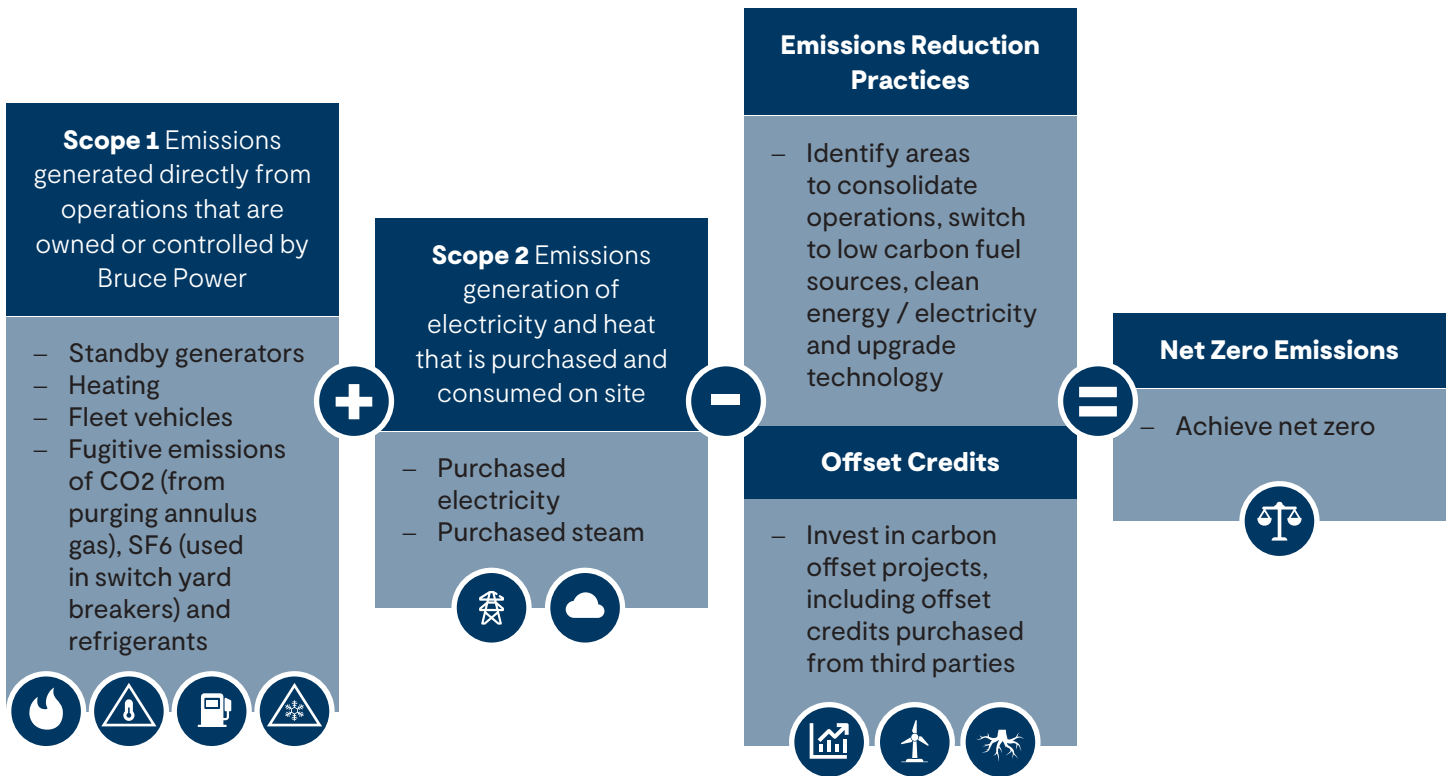 Scope 1 Emissions
generated directly from
operations that are
owned or controlled by
Bruce Power
– Standby generators
– Heating
– Fleet vehicles
– Fugitive emissions
of CO2 (from
purging annulus
gas), SF6 (used
in switch yard
breakers) and
refrigerants
+
Scope 2 Emissions
generation of
electricity and heat
that is purchased and
consumed on site
– Purchased
electricity
– Purchased steam
-
Emissions Reduction
Practices
– Identify areas
to consolidate
operations, switch
to low carbon fuel
sources, clean
energy / electricity
and upgrade
technology
Offset Credits
– Invest in carbon
offset projects,
including offset
credits purchased
from third parties
=
Net Zero Emissions
– Achieve net zero